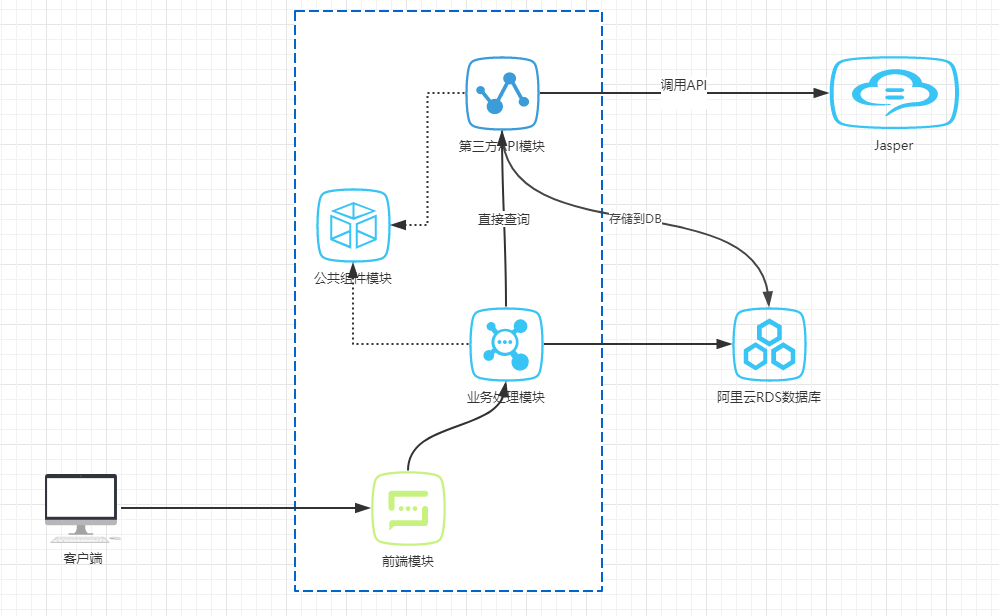 调用API
第三方API模块
Jasper
直接查询
存储到DB
公共组件模块
业务处理模块
阿里云RDS数据库
客户端
前端模块